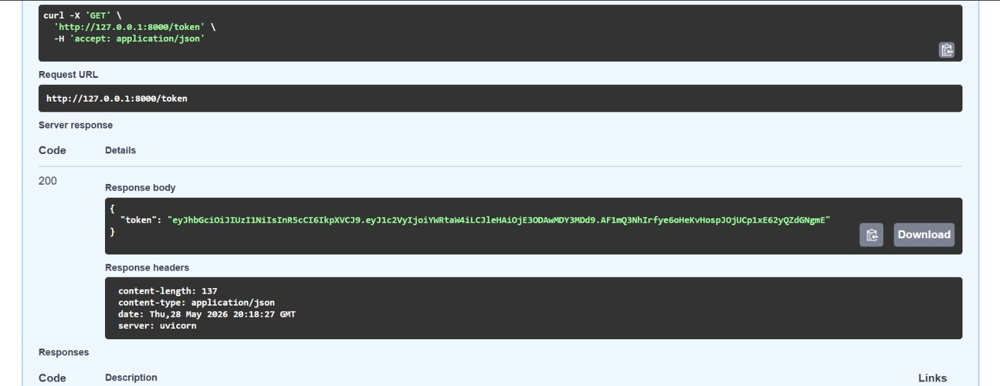 curl -X 'GET' \
  'http://127.0.0.1:8000/token' \
  -H 'accept: application/json'
Request URL
http://127.0.0.1:8000/token
Server response
Code Details
200
Response body
{
  "token": "eyJhbGciOiJIUzI1NiIsInR5cCI6IkpXVCJ9.eyJ1c2VyIjoiYWRtaW4iLCJleHAiOjE3ODAwMDY3MDd9.AF1mQ3NhIrfye6oHeKvHospJOjUCp1xE62yQZdGNgmE"
}
Download
Response headers
content-length: 137
content-type: application/json
date: Thu,28 May 2026 20:18:27 GMT
server: uvicorn
Responses
Code Description Links